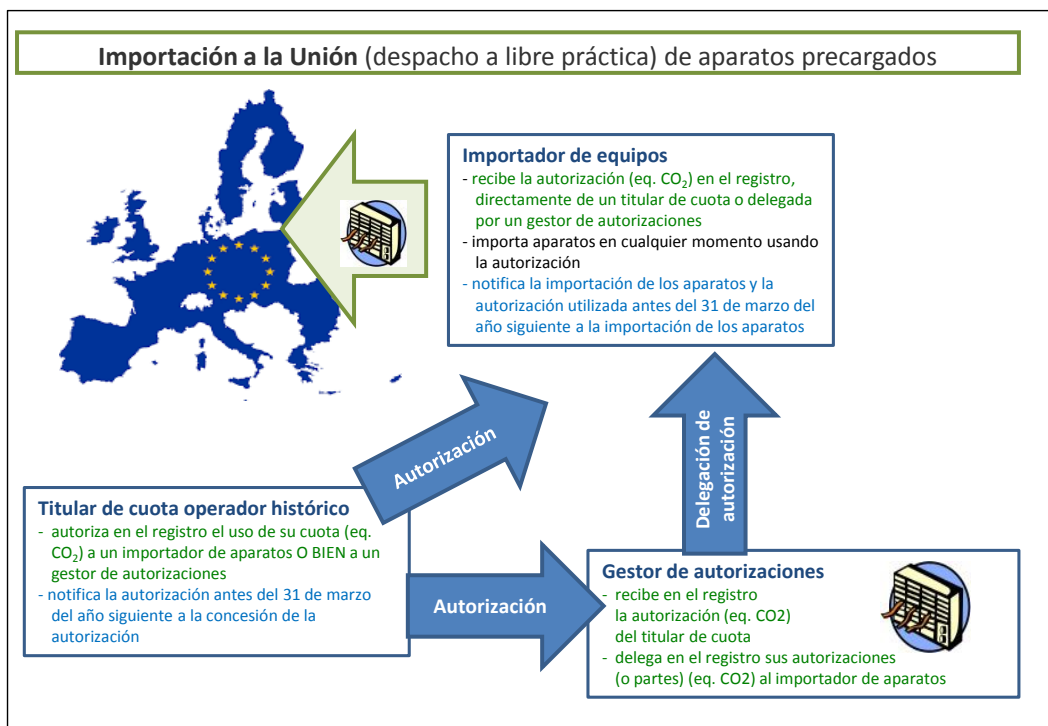 Importación a la Unión (despacho a libre práctica) de aparatos precargados
Importador de equipos
- recibe la autorización (eq. CO₂) en el registro,
directamente de un titular de cuota o delegada
por un gestor de autorizaciones
- importa aparatos en cualquier momento usando
la autorización
- notifica la importación de los aparatos y la
autorización utilizada antes del 31 de marzo del
año siguiente a la importación de los aparatos
Autorización
Delegación de
autorización
Titular de cuota operador histórico
- autoriza en el registro el uso de su cuota (eq.
CO₂) a un importador de aparatos O BIEN a un
gestor de autorizaciones
- notifica la autorización antes del 31 de marzo
del año siguiente a la concesión de la
autorización
Autorización
Gestor de autorizaciones
- recibe en el registro
la autorización (eq. CO2)
del titular de cuota
- delega en el registro sus autorizaciones
(o partes) (eq. CO2) al importador de aparatos